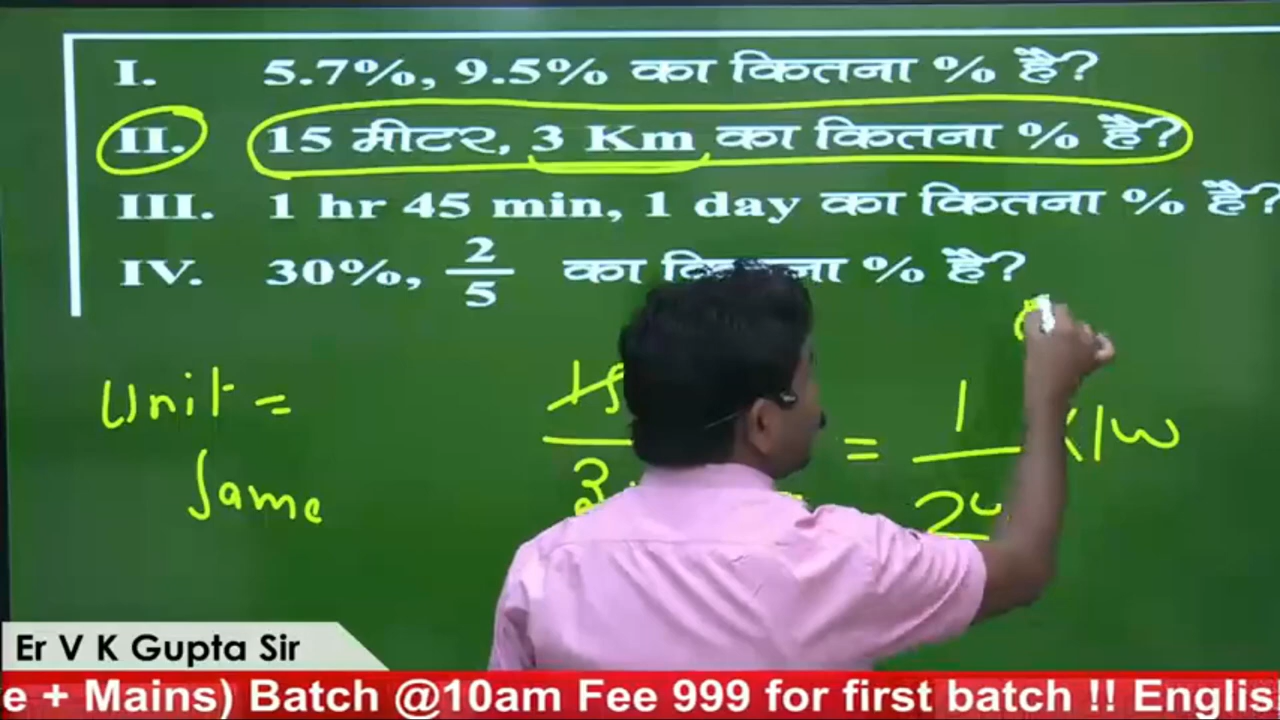 I. 5.7%, 9.5% का कितना % है?
II. 15 मीटर, 3 Km का कितना % है?
III. 1 hr 45 min, 1 day का कितना % है?
IV. 30%, 2/5 का % है?
Unit =
Same
15
3
= 1
Er V K Gupta Sir
e + Mains) Batch @10am Fee 999 for first batch !! Englis